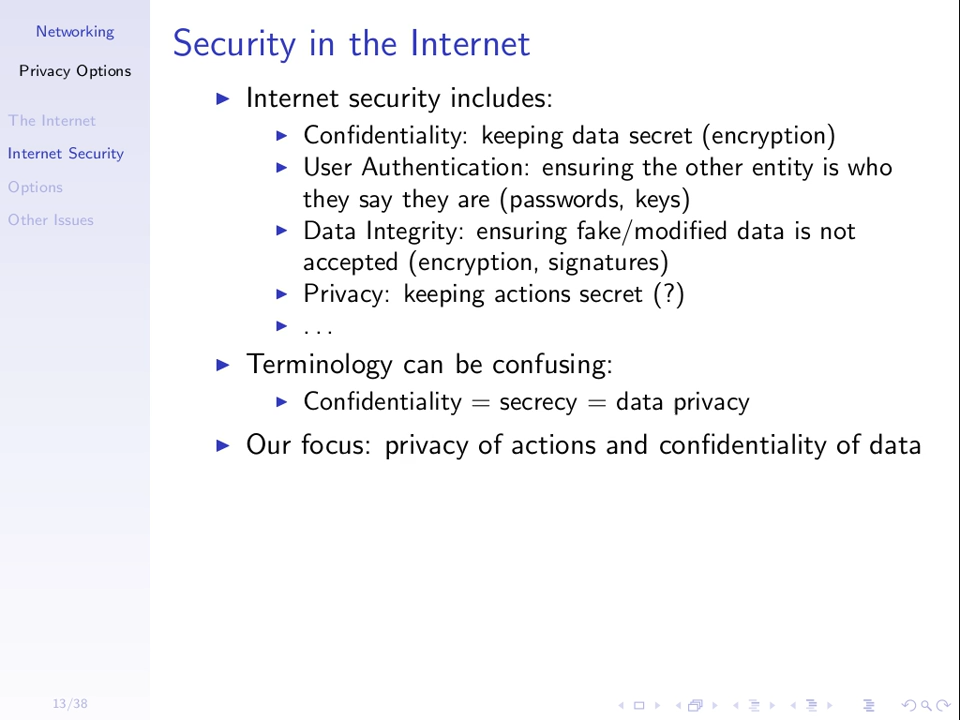 Networking
Privacy Options
The Internet
Internet Security
Options
Other Issues
13/38
Security in the Internet
Internet security includes:
Confidentiality: keeping data secret (encryption)
User Authentication: ensuring the other entity is who
they say they are (passwords, keys)
Data Integrity: ensuring fake/modified data is not
accepted (encryption, signatures)
Privacy: keeping actions secret (?)
. . .
Terminology can be confusing:
Confidentiality = secrecy = data privacy
Our focus: privacy of actions and confidentiality of data